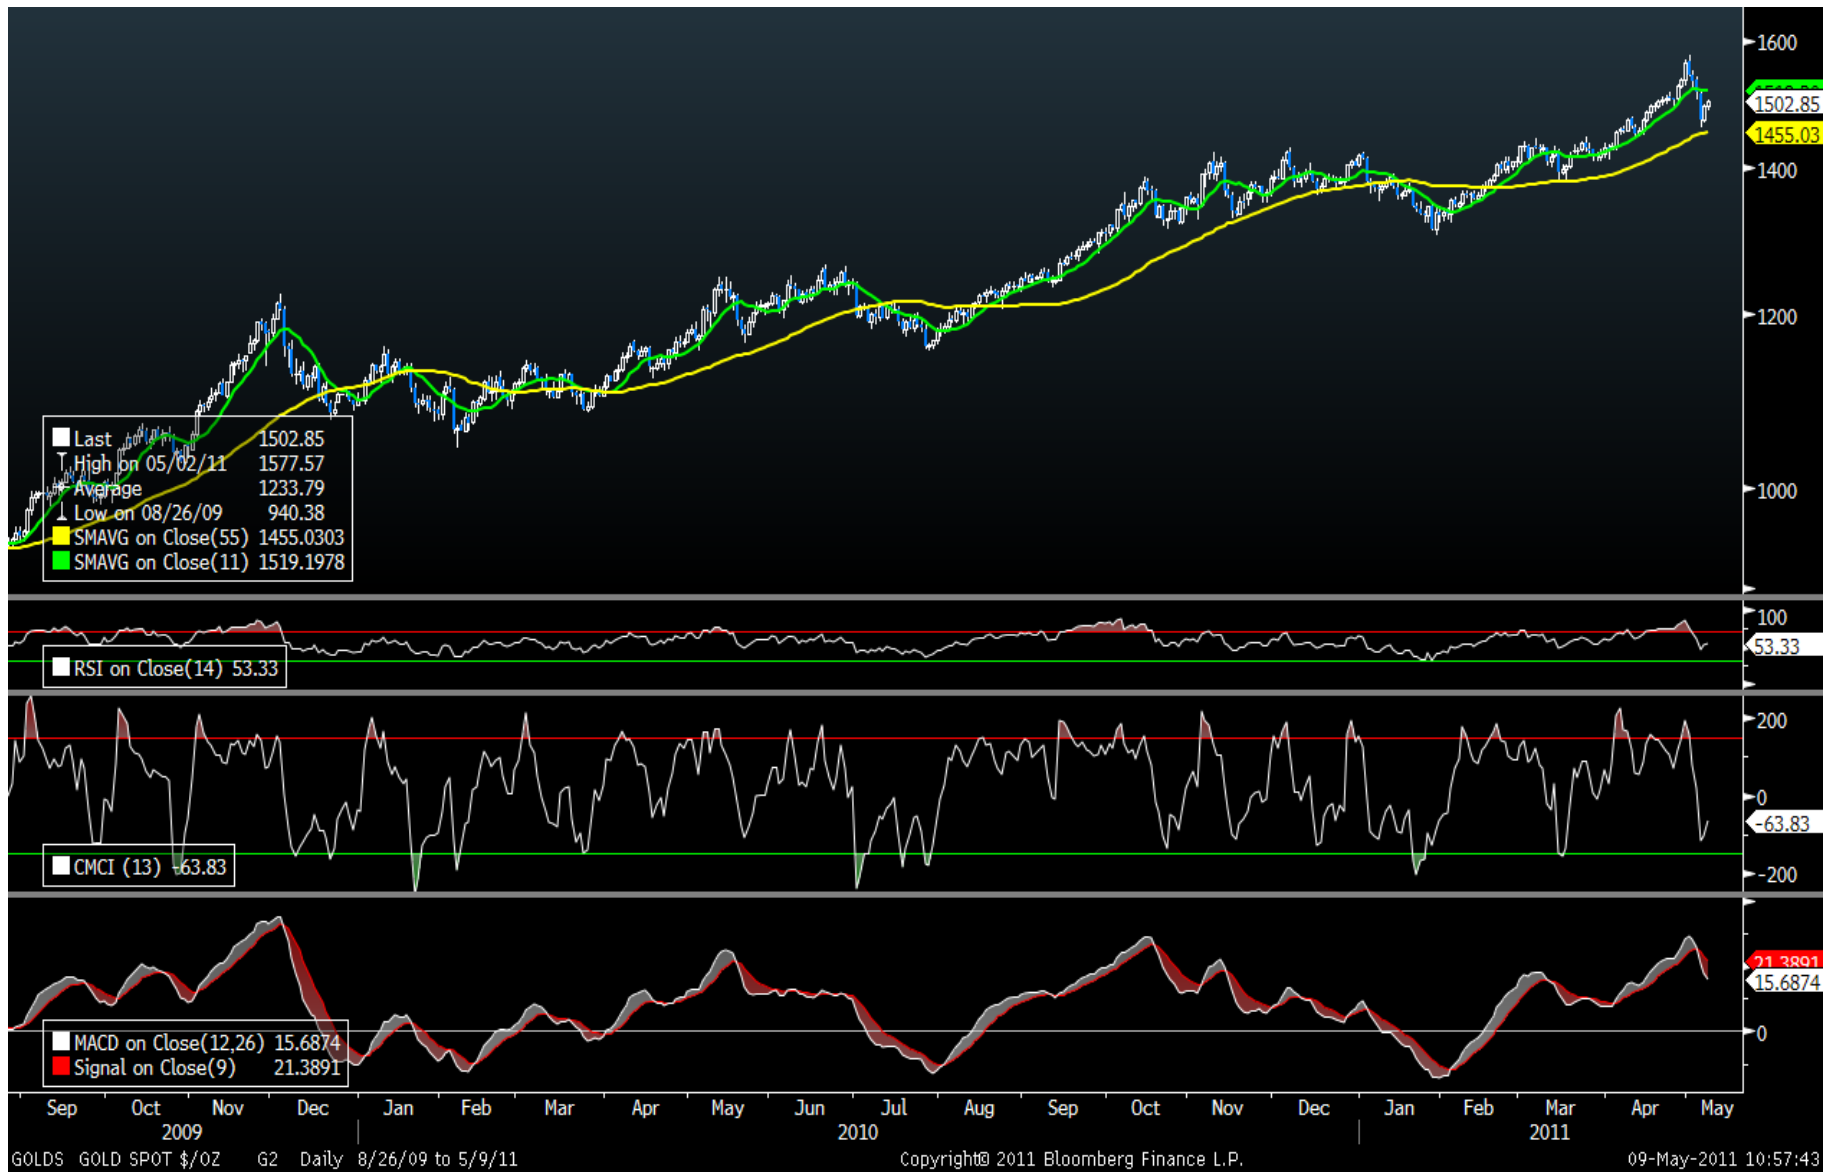 1600
1519.20
1502.85
1455.03
1400
1200
1000
Last 1502.85
High on 05/02/11 1577.57
Average 1233.79
Low on 08/26/09 940.38
SMAVG on Close(55) 1455.0303
SMAVG on Close(11) 1519.1978
100
53.33
RSI on Close(14) 53.33
200
0
-63.83
-200
CMCI (13) -63.83
21.3891
15.6874
0
MACD on Close(12,26) 15.6874
Signal on Close(9) 21.3891
Sep Oct Nov Dec Jan Feb Mar Apr May Jun Jul Aug Sep Oct Nov Dec Jan Feb Mar Apr May
2009 2010 2011
GOLDS GOLD SPOT $/OZ G2 Daily 8/26/09 to 5/9/11 Copyright© 2011 Bloomberg Finance L.P. 09-May-2011 10:57:43